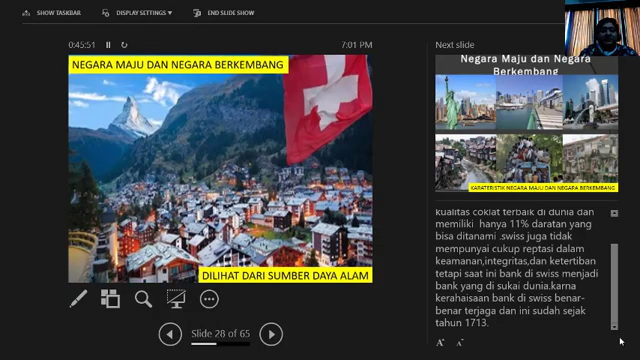 SHOW TASKBAR
DISPLAY SETTINGS
END SLIDE SHOW
0:45:51
7:01 PM
NEGARA MAJU DAN NEGARA BERKEMBANG
DILIHAT DARI SUMBER DAYA ALAM
Slide 28 of 65
Next slide
Negara Maju dan Negara
Berkembang
KARATERISTIK NEGARA MAJU DAN NEGARA BERKEMBANG
kualitas coklat terbaik di dunia dan
memiliki hanya 11% daratan yang
bisa ditanami .swiss juga tidak
mempunyai cukup reptasi dalam
keamanan,integritas,dan ketertiban
tetapi saat ini bank di swiss menjadi
bank yang di sukai dunia.karna
kerahaisaan bank di swiss benar-
benar terjaga dan ini sudah sejak
tahun 1713.
A A